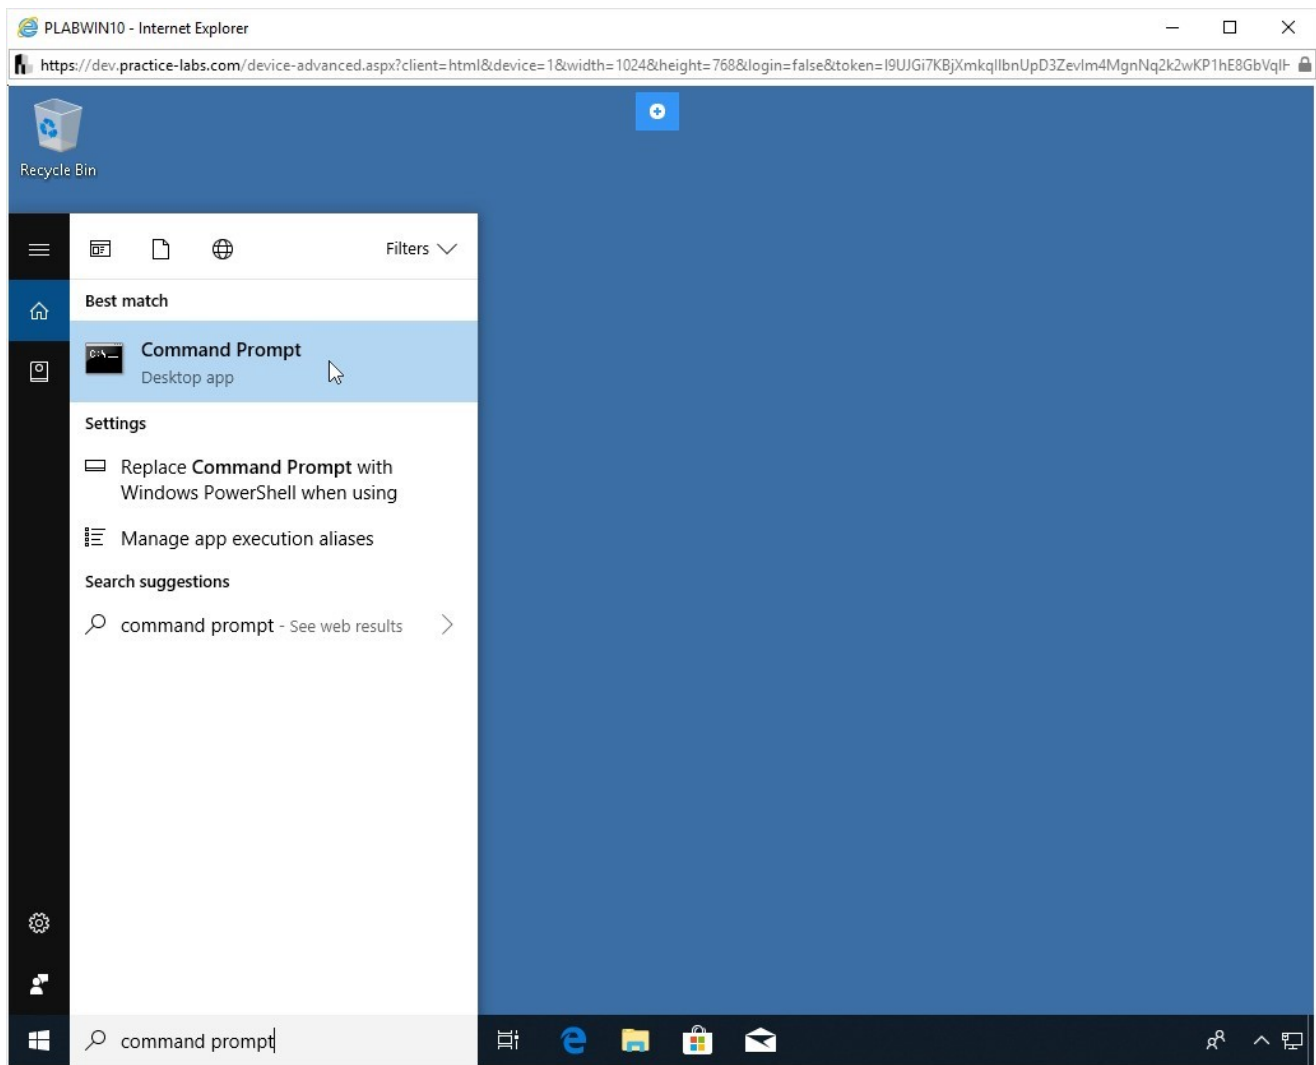 PLABWIN10 - Internet Explorer
https://dev.practice-labs.com/device-advanced.aspx?client=html&device=1&width=1024&height=768&login=false&token=
Recycle Bin
Filters
Best match
C:\_
Command Prompt
Desktop app
Settings
Replace Command Prompt with
Windows PowerShell when using
Manage app execution aliases
Search suggestions
command prompt - See web results
command prompt